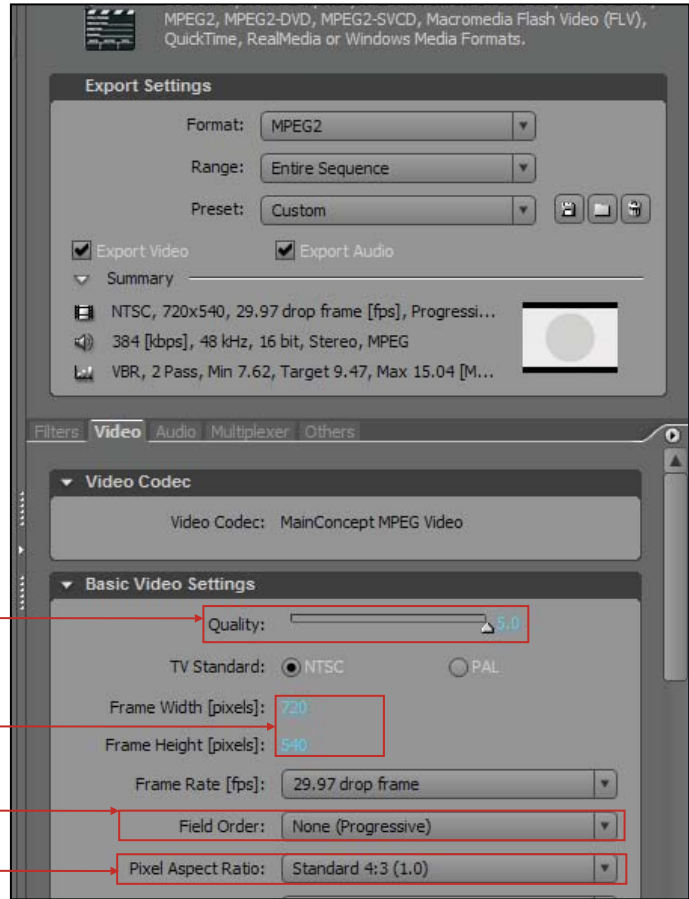 MPEG2, MPEG2-DVD, MPEG2-SVCD, Macromedia Flash Video (FLV),
QuickTime, RealMedia or Windows Media Formats.
Export Settings
Format: MPEG2
Range: Entire Sequence
Preset: Custom
Export Video Export Audio
Summary
NTSC, 720x540, 29.97 drop frame [fps], Progressi...
384 [kbps], 48 kHz, 16 bit, Stereo, MPEG
VBR, 2 Pass, Min 7.62, Target 9.47, Max 15.04 [M...
Filters Video Audio Multiplexer Others
Video Codec
Video Codec: MainConcept MPEG Video
Basic Video Settings
Quality: 5.0
TV Standard: NTSC PAL
Frame Width [pixels]: 720
Frame Height [pixels]: 540
Frame Rate [fps]: 29.97 drop frame
Field Order: None (Progressive)
Pixel Aspect Ratio: Standard 4:3 (1.0)